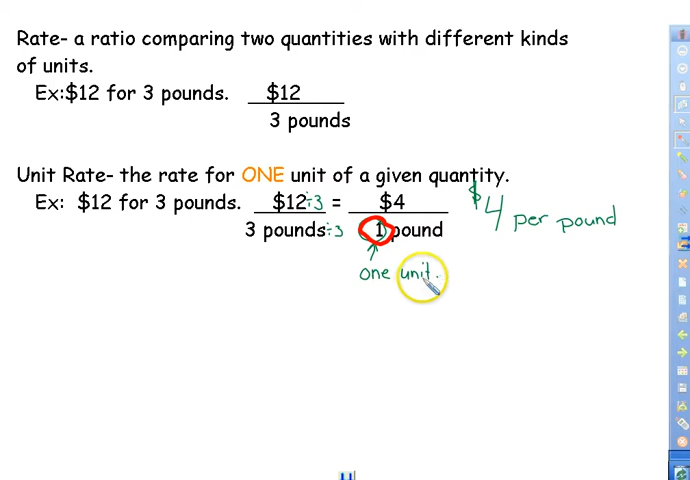 Rate- a ratio comparing two quantities with different kinds
of units.
Ex:$12 for 3 pounds. $12
3 pounds
Unit Rate- the rate for ONE unit of a given quantity.
Ex: $12 for 3 pounds. $12÷3 = $4 $4 per pound
3 pounds÷3 1 pound
one unit.